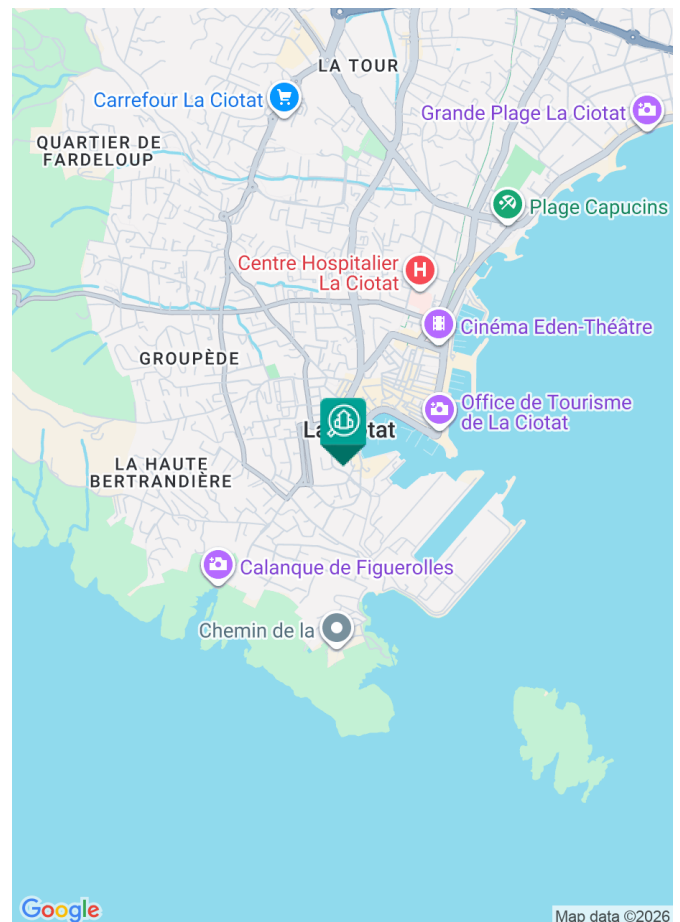 LA TOUR
Carrefour La Ciotat
Grande Plage La Ciotat
QUARTIER DE
FARDELOUP
Plage Capucins
Centre Hospitalier
La Ciotat
Cinéma Eden-Théâtre
GROUPÈDE
Office de Tourisme
de La Ciotat
LA HAUTE
BERTRANDIÈRE
Calanque de Figuerolles
Chemin de la
Google
Map data ©2026